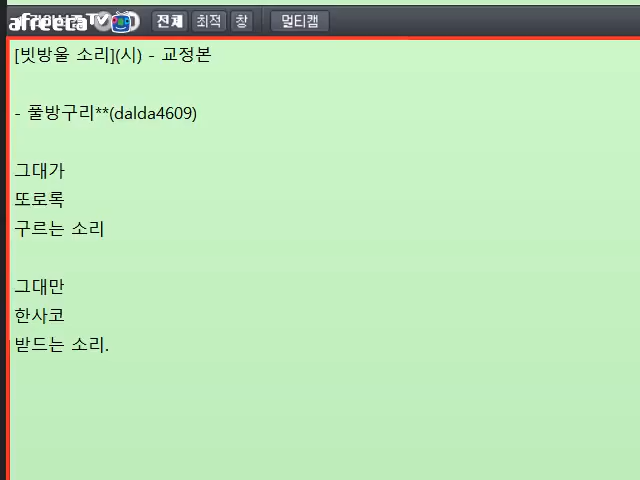 afreeca TV
전체 최적 창 멀티캠
[빗방울 소리](시) - 교정본
- 풀방구리**(dalda4609)
그대가
또로록
구르는 소리
그대만
한사코
받드는 소리.